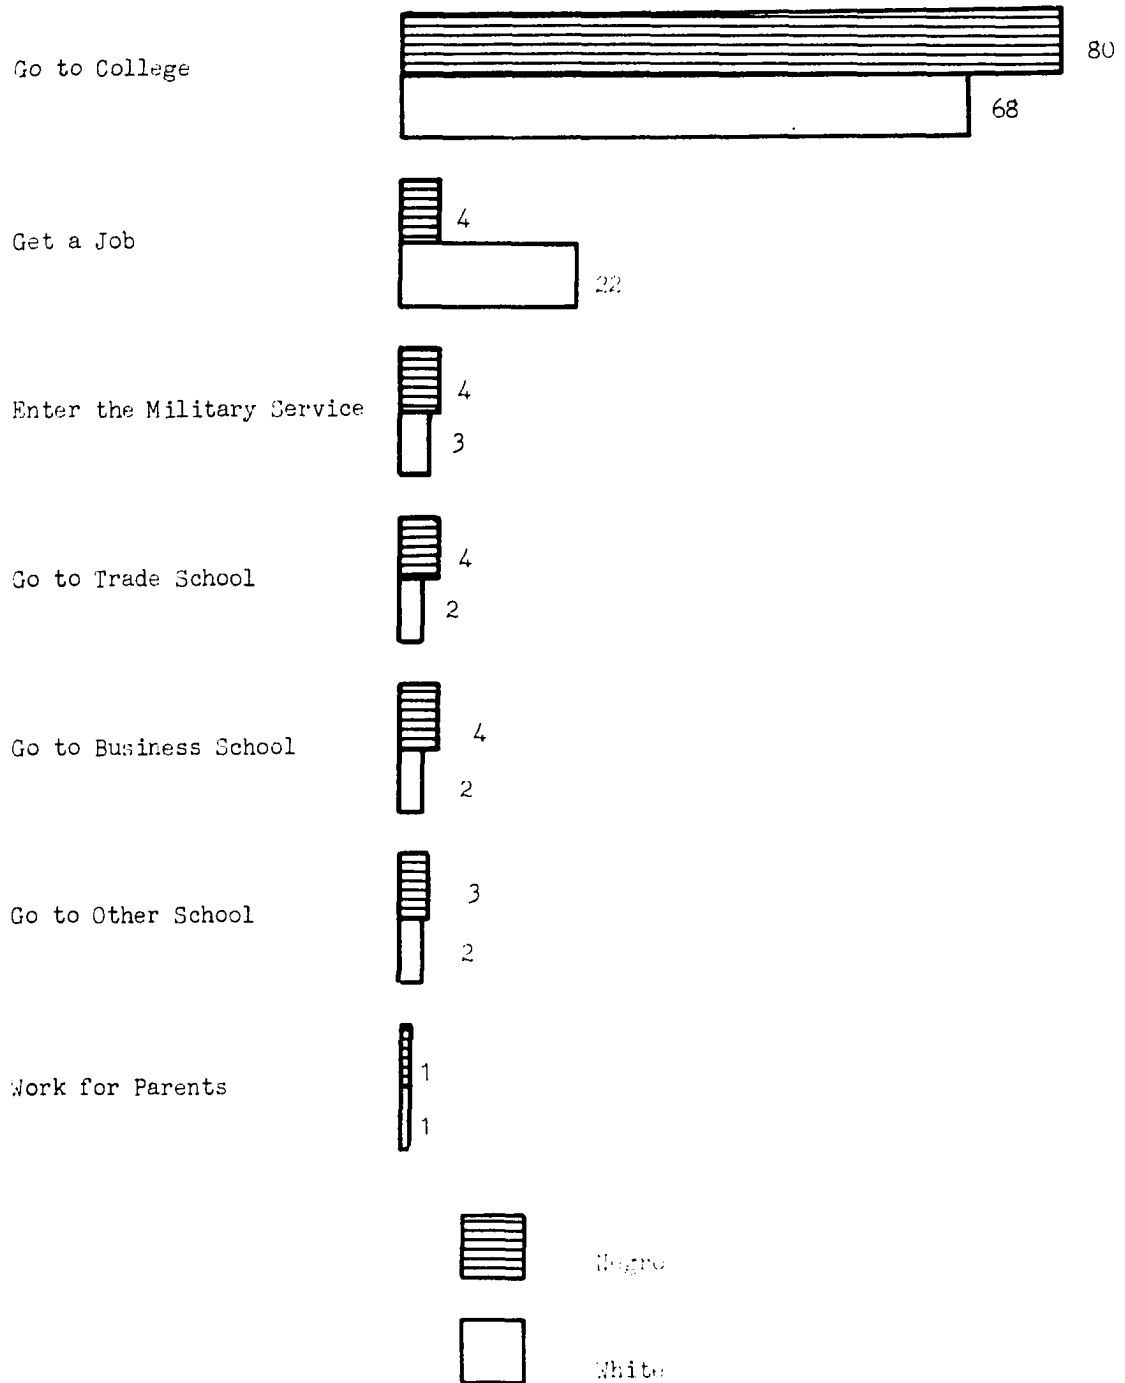 Go to College
80
68
Get a Job
4
22
Enter the Military Service
4
3
Go to Trade School
4
2
Go to Business School
4
2
Go to Other School
3
2
Work for Parents
1
1
Negro
White